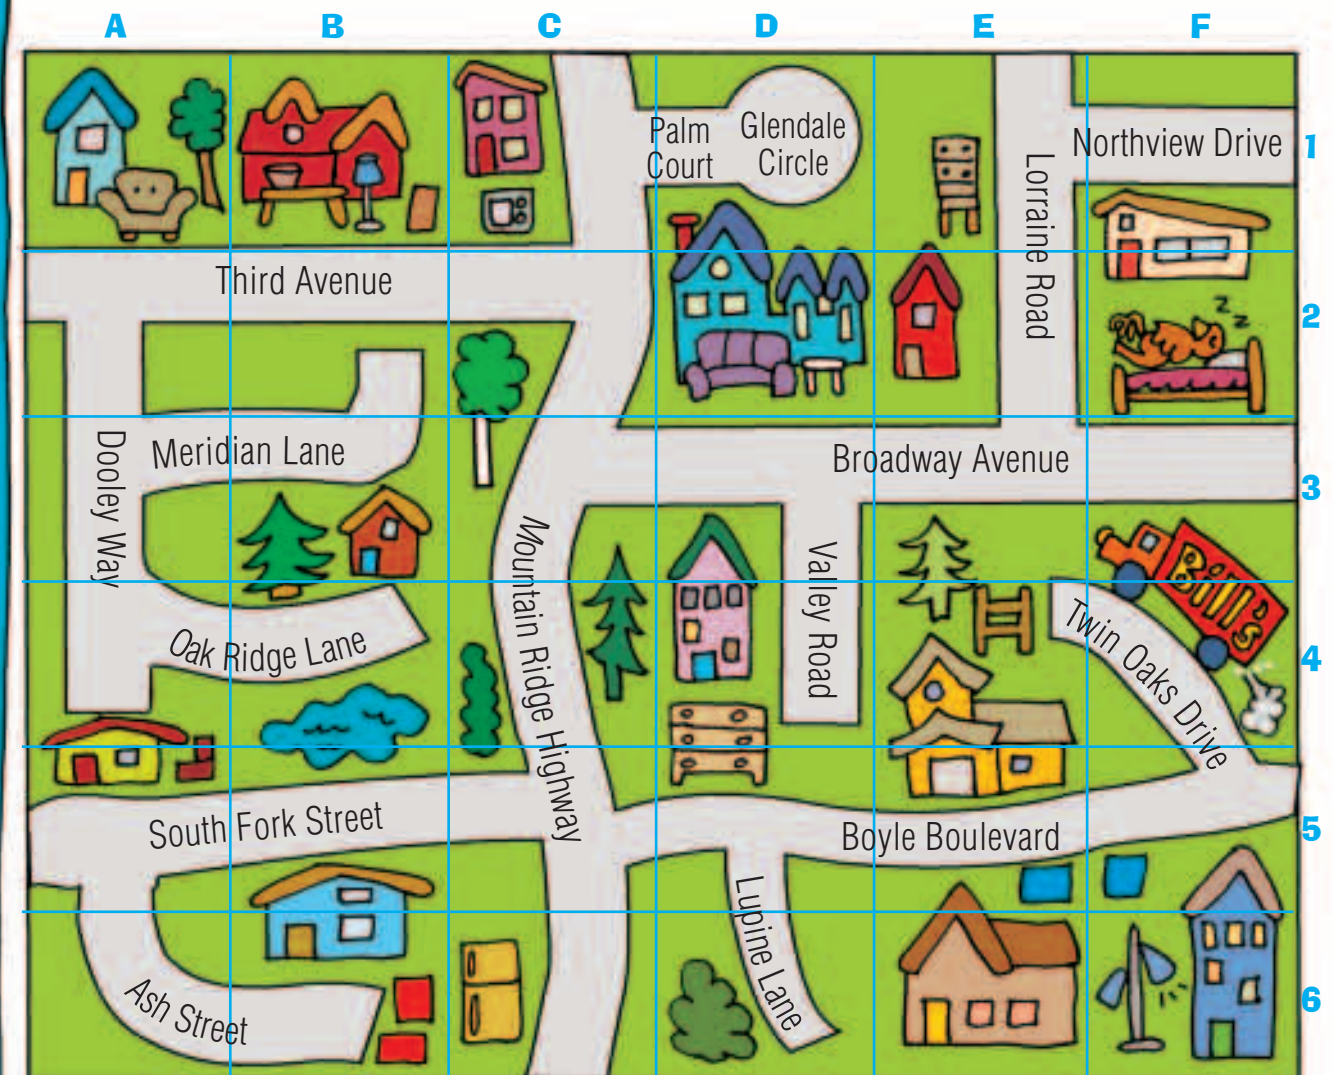 A B C D E F
Palm
Court
Glendale
Circle
Northview Drive
1
Lorraine Road
Third Avenue
z z
2
Meridian Lane
Dooley Way
Broadway Avenue
3
Mountain Ridge Highway
Valley Road
Bill's
Oak Ridge Lane
Twin Oaks Drive
4
South Fork Street
Boyle Boulevard
5
Lupine Lane
Ash Street
6